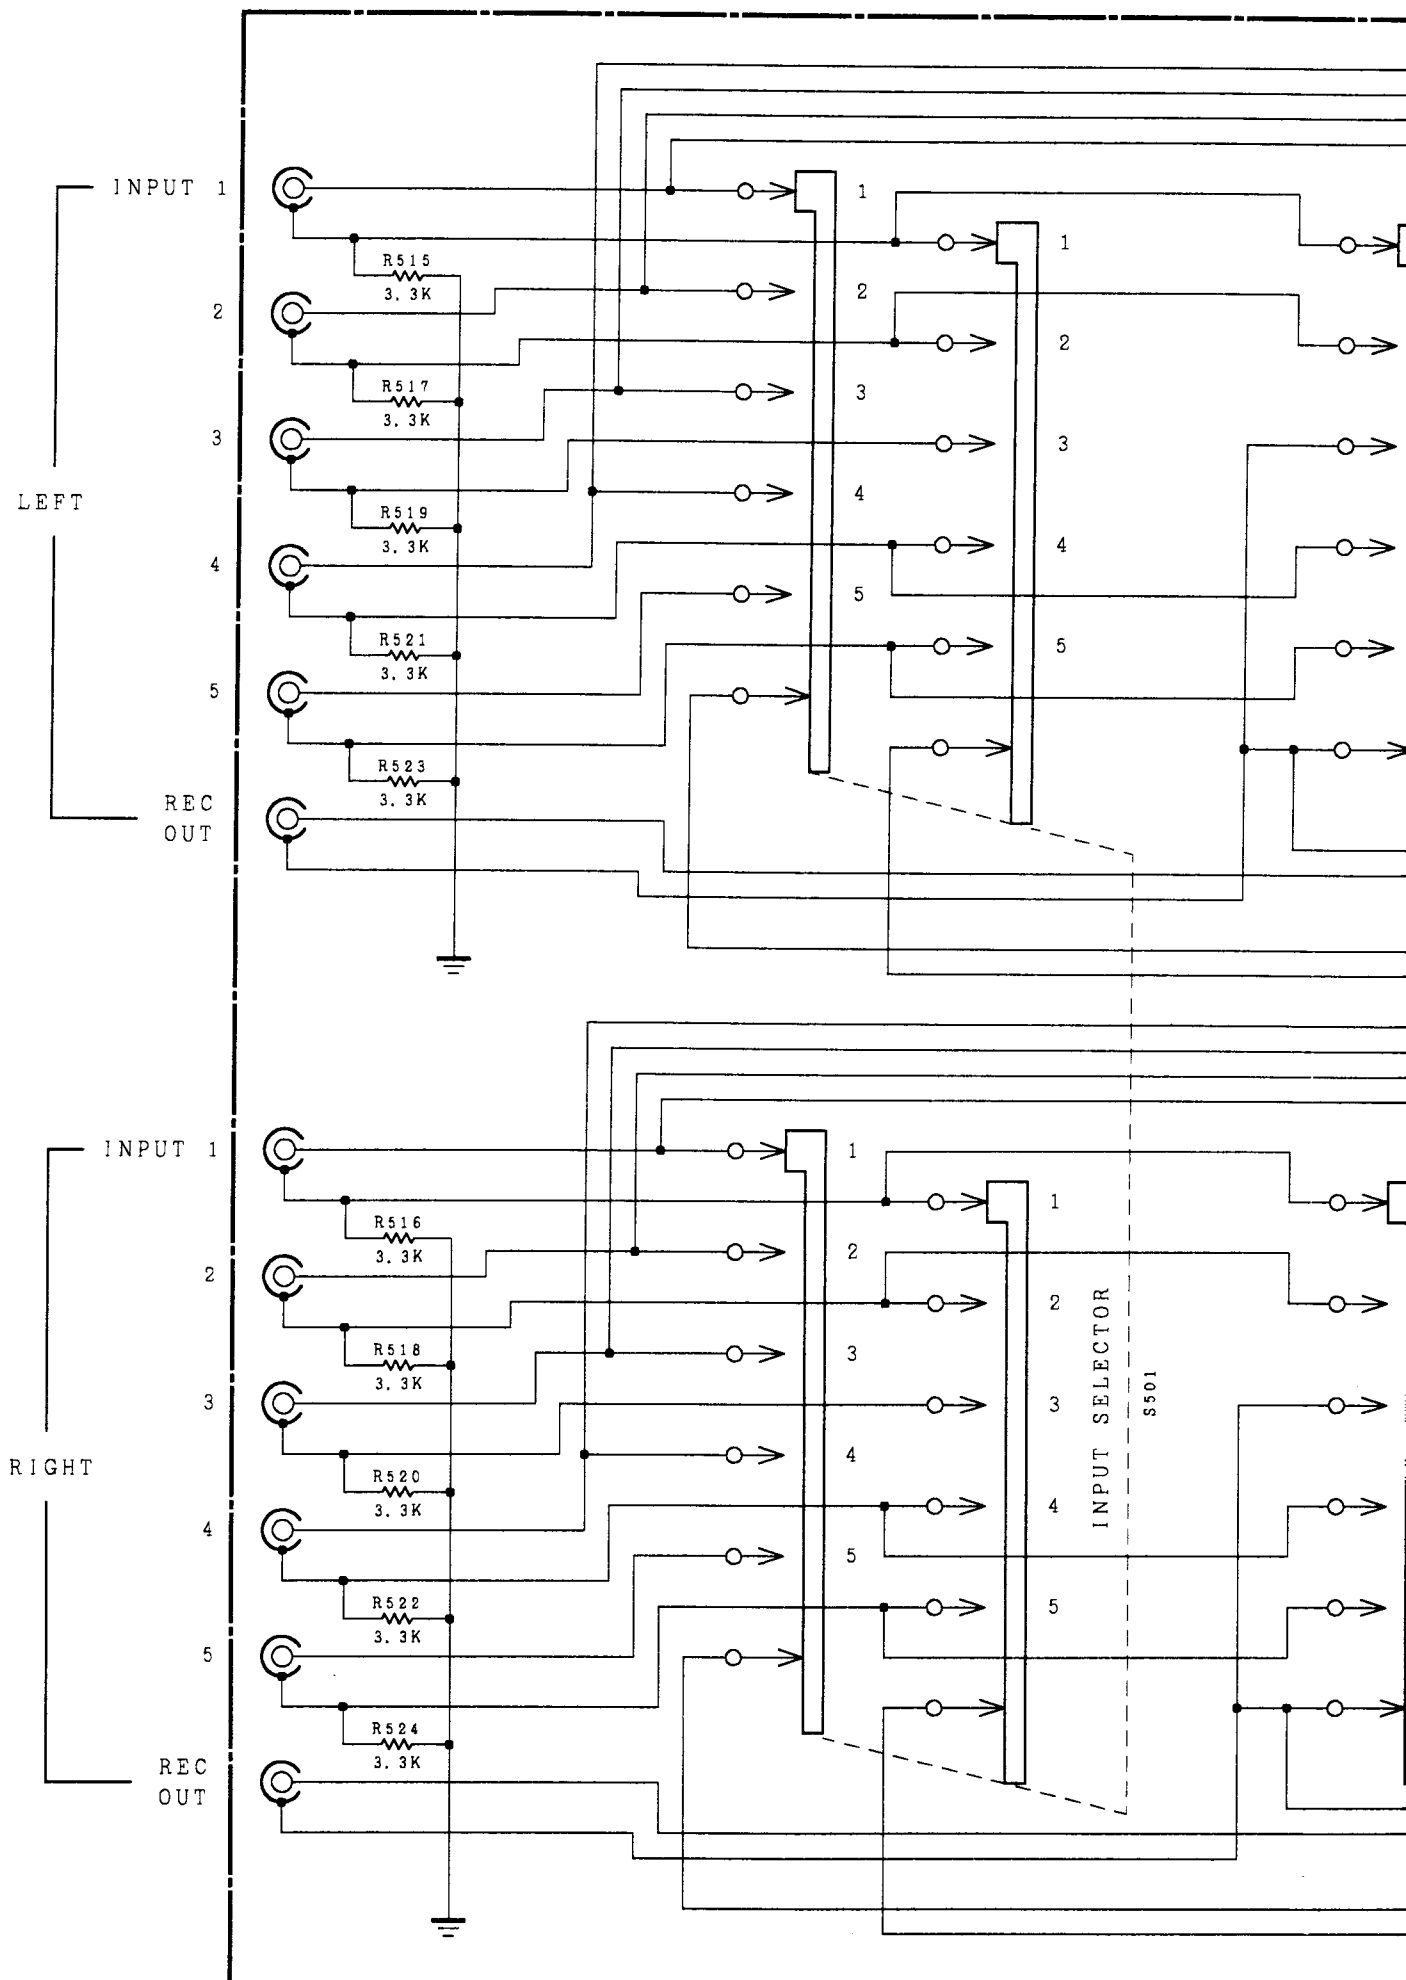 INPUT 1
1
1
R515
3.3K
2
2
2
R517
3.3K
3
3
3
R519
3.3K
LEFT
4
4
4
R521
3.3K
5
5
5
R523
3.3K
REC
OUT
INPUT 1
1
1
R516
3.3K
2
2
2
R518
3.3K
3
3
3
INPUT SELECTOR
S501
RIGHT
R520
3.3K
4
4
4
R522
3.3K
5
5
5
R524
3.3K
REC
OUT